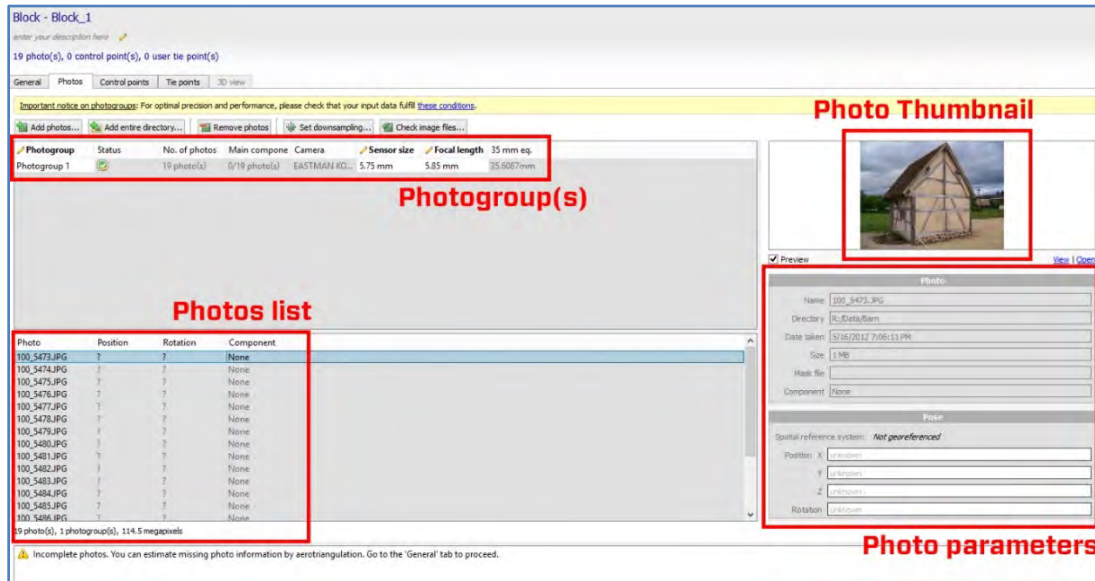 Block - Block_1
enter your description here
19 photo(s), 0 control point(s), 0 user tie point(s)
General Photos Control points Tie points 3D view
Important notice on photogroups: For optimal precision and performance, please check that your input data fulfill these conditions.
Add photos... Add entire directory... Remove photos Set downsampling... Check image files...
Photo Thumbnail
Photogroup Status No. of photos Main compone Camera Sensor size Focal length 35 mm eq.
Photogroup 1 19 photo(s) 0/19 photo(s) EASTMAN KO... 5.75 mm 5.85 mm 35.6087mm
Photogroup(s)
Preview View | Open
Photos list
Photo Position Rotation Component
100_5473.JPG ? ? None
100_5474.JPG ? ? None
100_5475.JPG ? ? None
100_5476.JPG ? ? None
100_5477.JPG ? ? None
100_5478.JPG ? ? None
100_5479.JPG ? ? None
100_5480.JPG ? ? None
100_5481.JPG ? ? None
100_5482.JPG ? ? None
100_5483.JPG ? ? None
100_5484.JPG ? ? None
100_5485.JPG ? ? None
100_5486.JPG ? ? None
19 photo(s), 1 photogroup(s), 114.5 megapixels
Photo
Name 100_5473.JPG
Directory R:/Data/Barn
Date taken 5/16/2012 7:06:11 PM
Size 1 MB
Mask file
Component None
Pose
Spatial reference system: Not georeferenced
Position X unknown
Y unknown
Z unknown
Rotation unknown
Photo parameters
Incomplete photos. You can estimate missing photo information by aerotriangulation. Go to the 'General' tab to proceed.